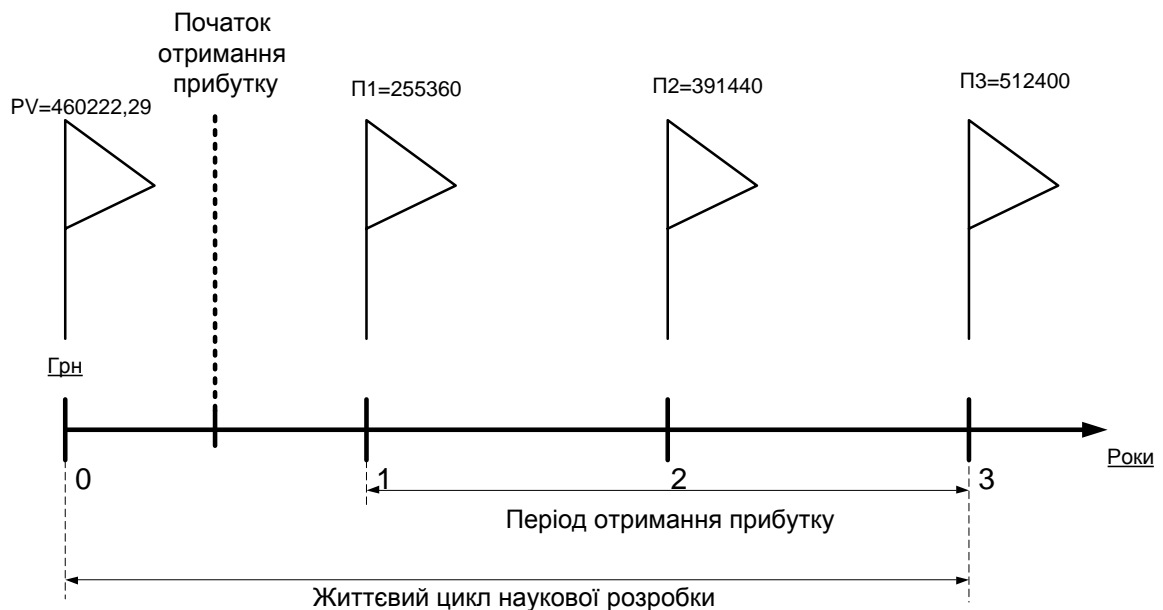 Початок
отримання
прибутку
PV=460222,29
П1=255360
П2=391440
П3=512400
Грн
0
1
2
3
Роки
Період отримання прибутку
Життєвий цикл наукової розробки